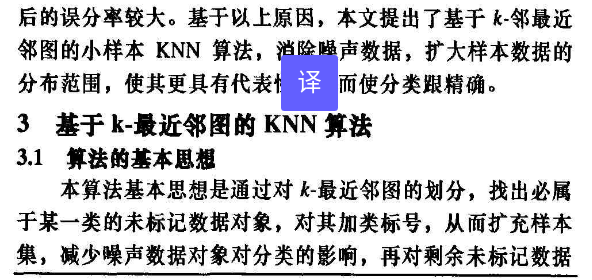 后的误分率较大。基于以上原因，本文提出了基于 k-邻最近
邻图的小样本 KNN 算法，消除噪声数据，扩大样本数据的
分布范围，使其更具有代表性 译 而使分类跟精确。
3 基于 k-最近邻图的 KNN 算法
3.1 算法的基本思想
本算法基本思想是通过对 k-最近邻图的划分，找出必属
于某一类的未标记数据对象，对其加类标号，从而扩充样本
集，减少噪声数据对象对分类的影响，再对剩余未标记数据